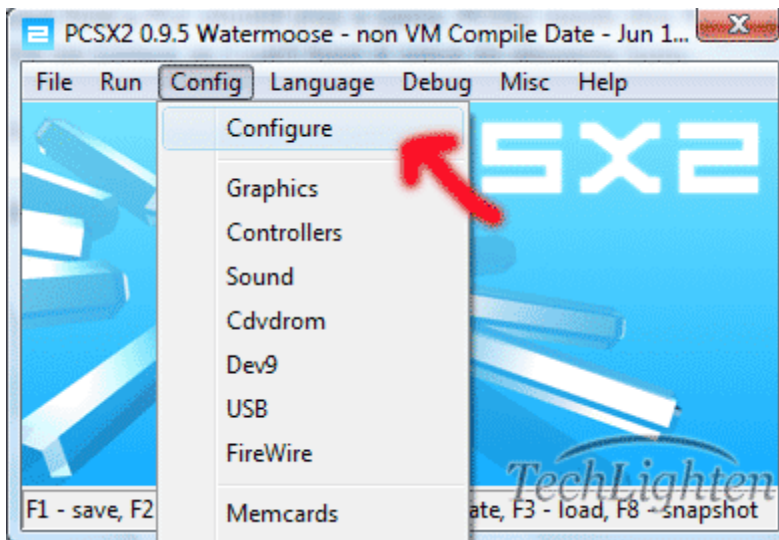 PCSX2 0.9.5 Watermoose - non VM Compile Date - Jun 1...
File Run Config Language Debug Misc Help
Configure
SX2
Graphics
Controllers
Sound
Cdvdrom
Dev9
USB
FireWire
TechLighten
F1 - save, F2 ate, F3 - load, F8 - snapshot
Memcards